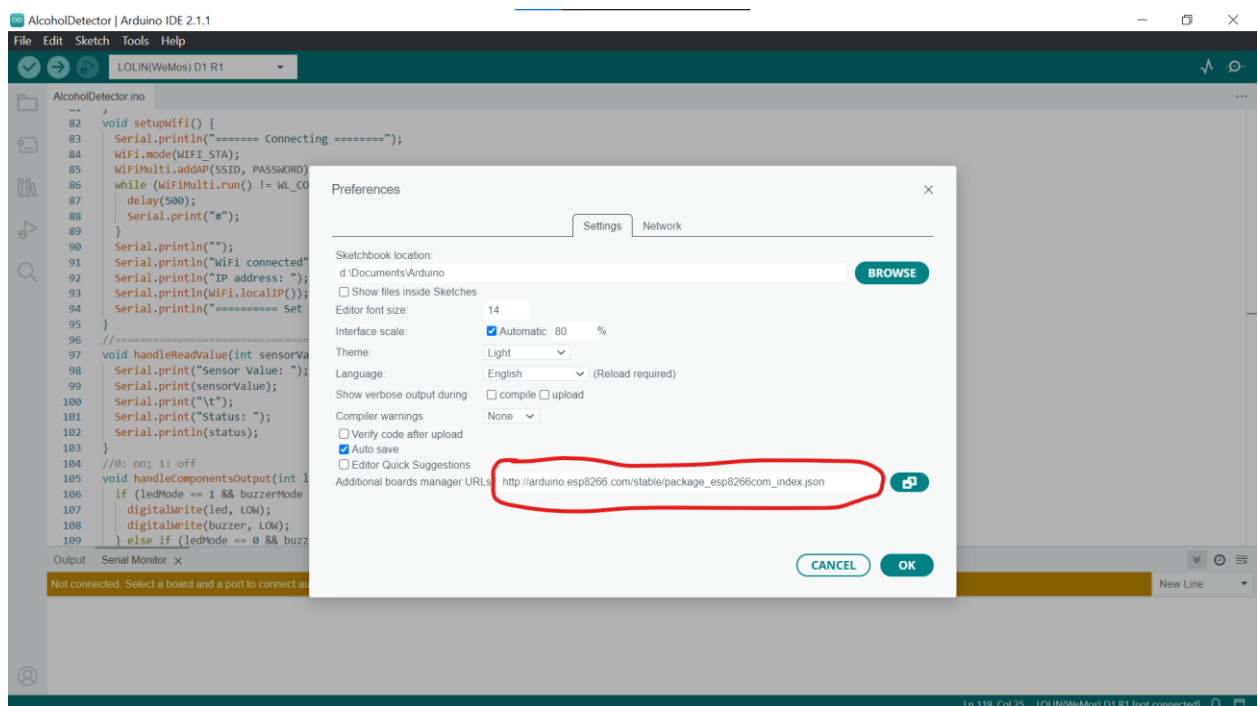 AlcoholDetector | Arduino IDE 2.1.1
File Edit Sketch Tools Help
LOLIN(WeMos) D1 R1
AlcoholDetector.ino
82 void setupWifi() {
83 Serial.println("======= Connecting ========");
84 WiFi.mode(WIFI_STA);
85 WiFiMulti.addAP(SSID, PASSWORD)
86 while (WiFiMulti.run() != WL_CO
87 delay(500);
88 Serial.print("#");
89 }
90 Serial.println("");
91 Serial.println("WiFi connected"
92 Serial.println("IP address: ");
93 Serial.println(WiFi.localIP());
94 Serial.println("========== Set
95 }
96 //===============================
97 void handleReadValue(int sensorVa
98 Serial.print("Sensor Value: ");
99 Serial.print(sensorValue);
100 Serial.print("\t");
101 Serial.print("Status: ");
102 Serial.println(status);
103 }
104 //0: on; 1: off
105 void handleComponentsOutput(int l
106 if (ledMode == 1 && buzzerMode
107 digitalWrite(led, LOW);
108 digitalWrite(buzzer, LOW);
109 } else if (ledMode == 0 && buzz
Preferences
Settings Network
Sketchbook location:
d:\Documents\Arduino BROWSE
Show files inside Sketches
Editor font size: 14
Interface scale: Automatic 80 %
Theme: Light
Language: English (Reload required)
Show verbose output during compile upload
Compiler warnings None
Verify code after upload
Auto save
Editor Quick Suggestions
Additional boards manager URLs http://arduino.esp8266.com/stable/package_esp8266com_index.json
CANCEL OK
Output Serial Monitor
Not connected. Select a board and a port to connect au
New Line
Ln 119, Col 25 LOLIN(WeMos) D1 R1 [not connected]